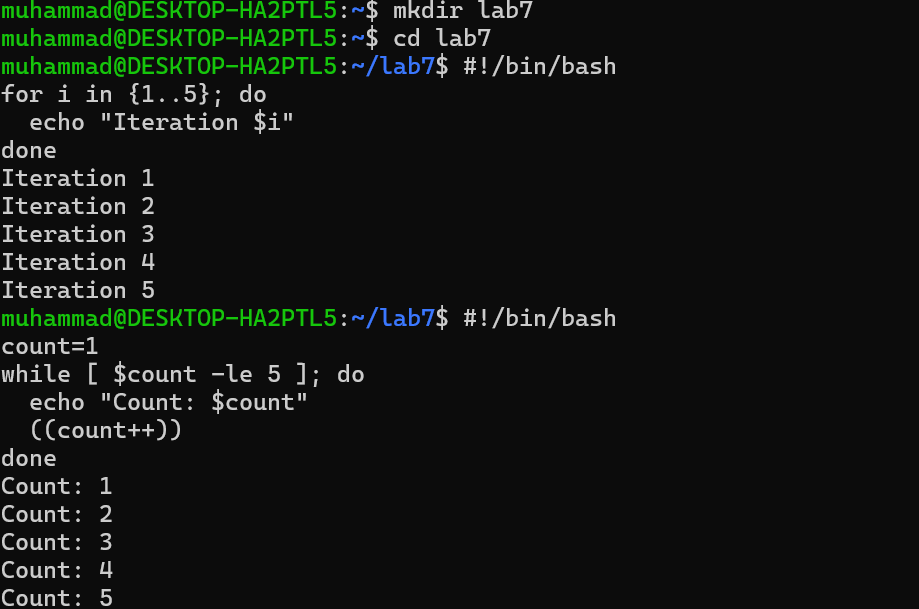 muhammad@DESKTOP-HA2PTL5:~$ mkdir lab7
muhammad@DESKTOP-HA2PTL5:~$ cd lab7
muhammad@DESKTOP-HA2PTL5:~/lab7$ #!/bin/bash
for i in {1..5}; do
  echo "Iteration $i"
done
Iteration 1
Iteration 2
Iteration 3
Iteration 4
Iteration 5
muhammad@DESKTOP-HA2PTL5:~/lab7$ #!/bin/bash
count=1
while [ $count -le 5 ]; do
  echo "Count: $count"
  ((count++))
done
Count: 1
Count: 2
Count: 3
Count: 4
Count: 5